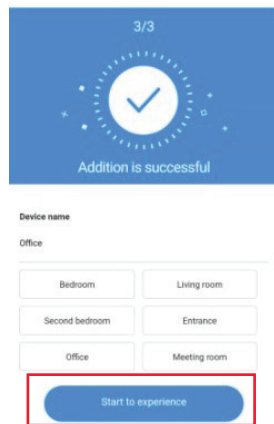 3/3
Addition is successful
Device name
Office
Bedroom Living room
Second bedroom Entrance
Office Meeting room
Start to experience